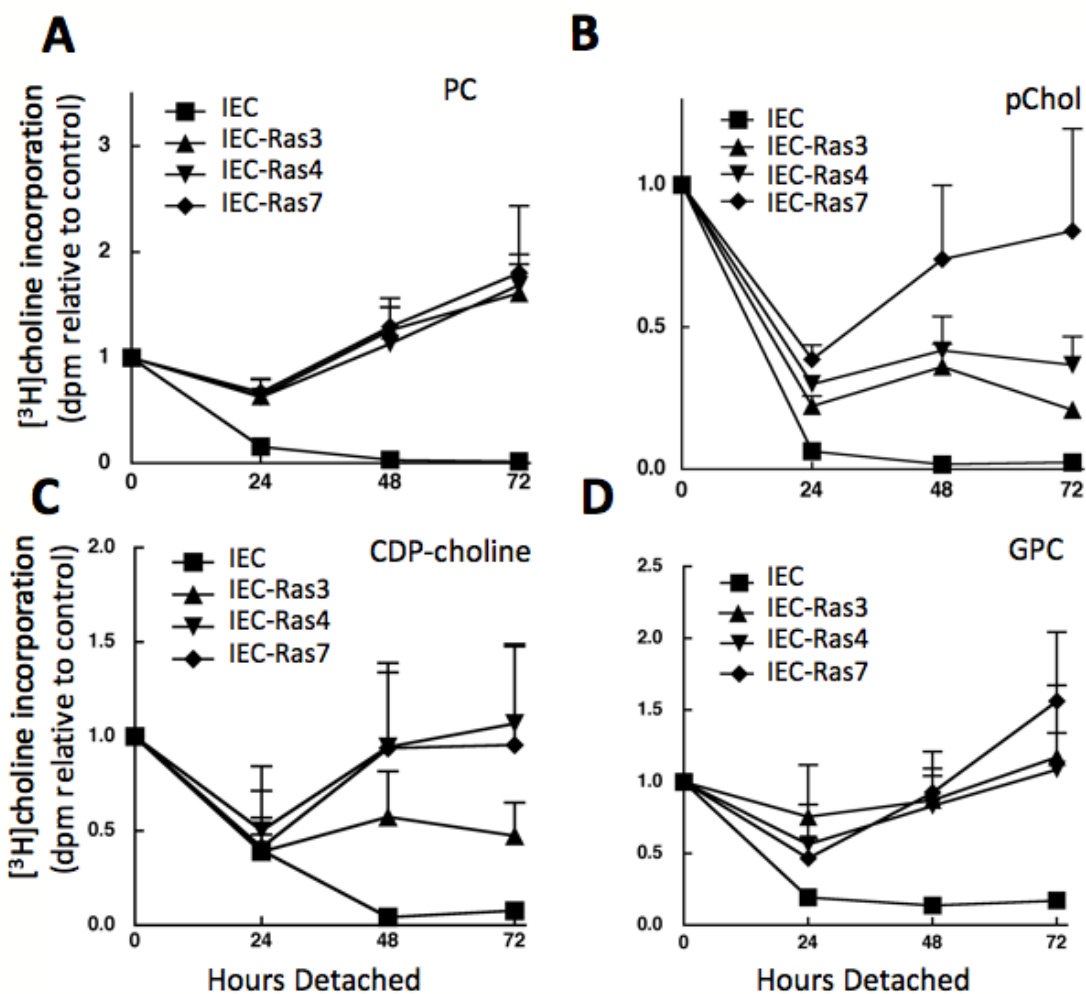 A
PC
[³H]choline incorporation
(dpm relative to control)
IEC
IEC-Ras3
IEC-Ras4
IEC-Ras7
3
2
1
0
0
24
48
72
B
pChol
IEC
IEC-Ras3
IEC-Ras4
IEC-Ras7
1.0
0.5
0.0
0
24
48
72
C
CDP-choline
[³H]choline incorporation
(dpm relative to control)
IEC
IEC-Ras3
IEC-Ras4
IEC-Ras7
2.0
1.5
1.0
0.5
0.0
0
24
48
72
Hours Detached
D
GPC
IEC
IEC-Ras3
IEC-Ras4
IEC-Ras7
2.5
2.0
1.5
1.0
0.5
0.0
0
24
48
72
Hours Detached